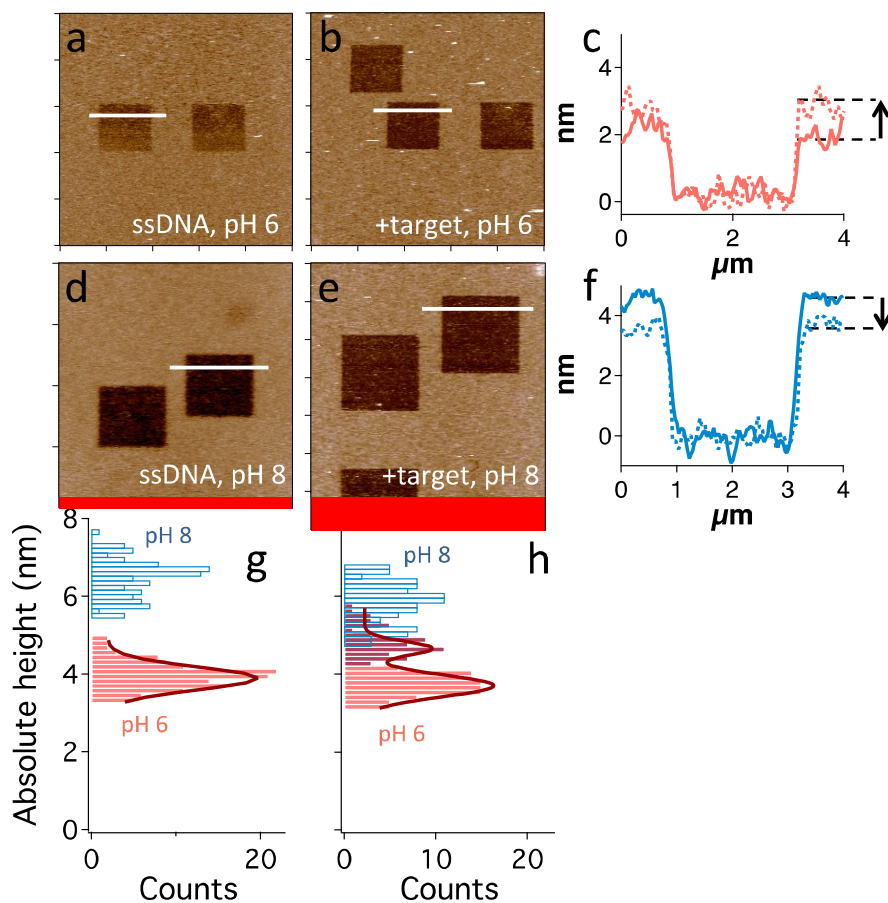 a
ssDNA, pH 6
b
+target, pH 6
c
nm
4
2
0
0
2
4
µm
d
ssDNA, pH 8
e
+target, pH 8
f
nm
4
2
0
0
1
2
3
4
µm
g
Absolute height (nm)
8
6
4
2
0
pH 8
pH 6
0
20
Counts
h
pH 8
pH 6
0
10
20
Counts